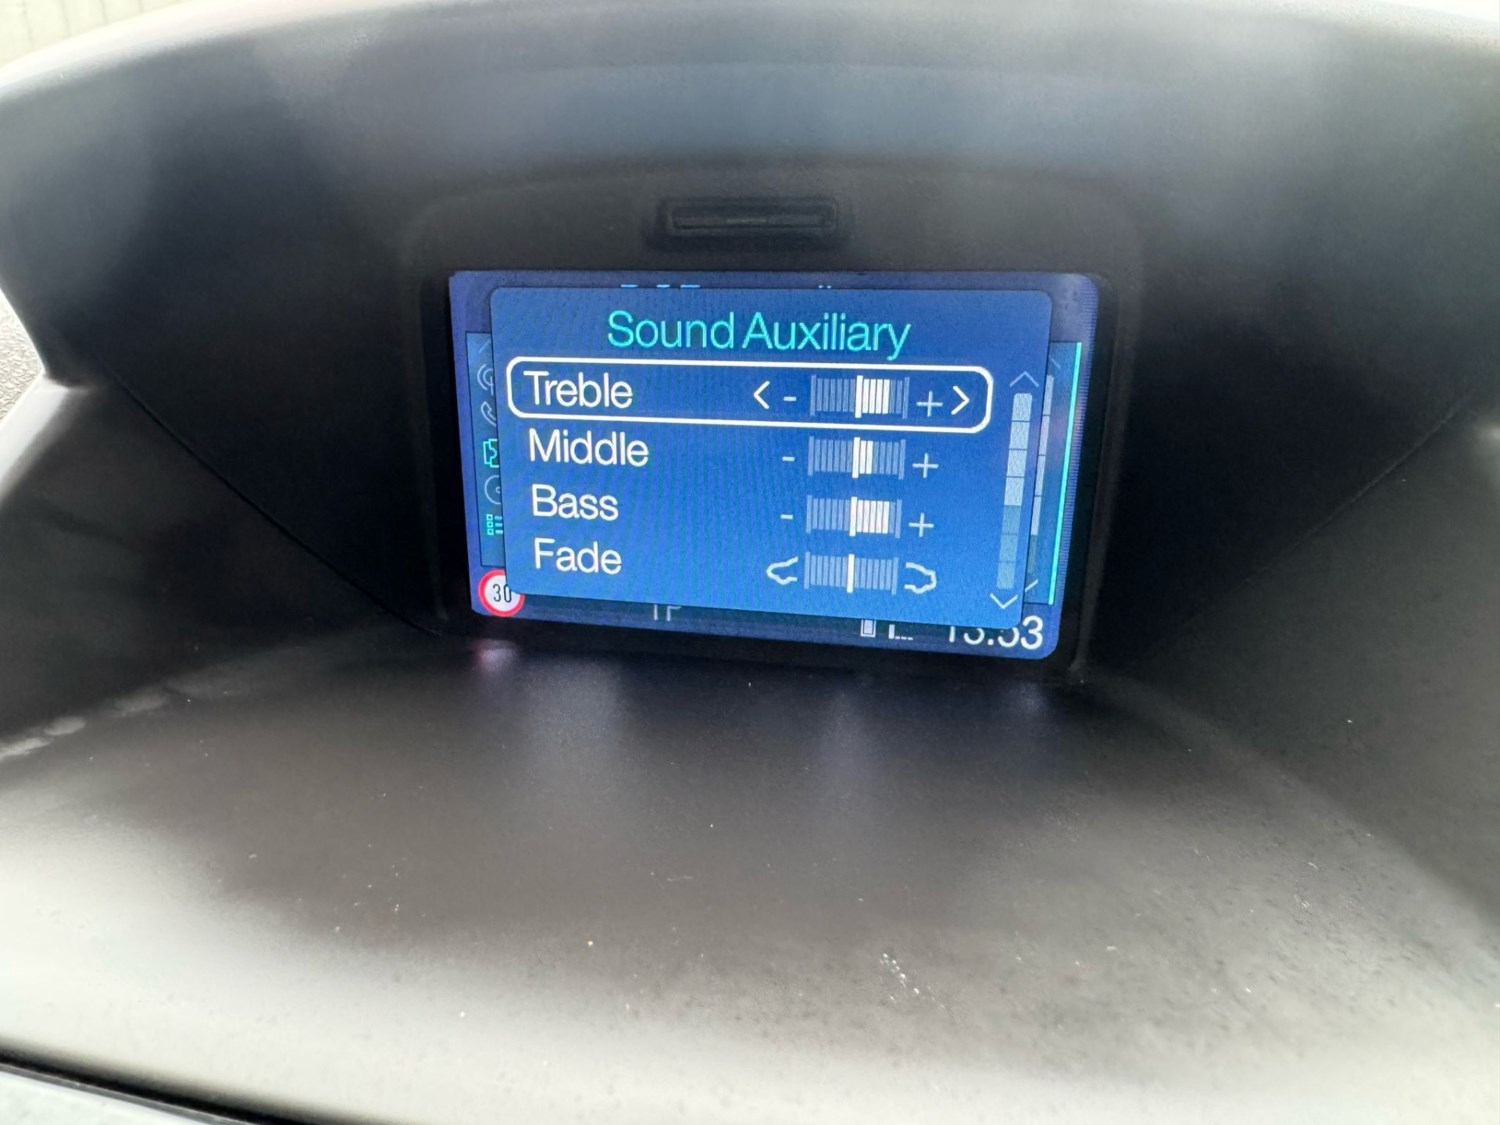 Sound Auxiliary
Treble < - + >
Middle - +
Bass - +
Fade
30